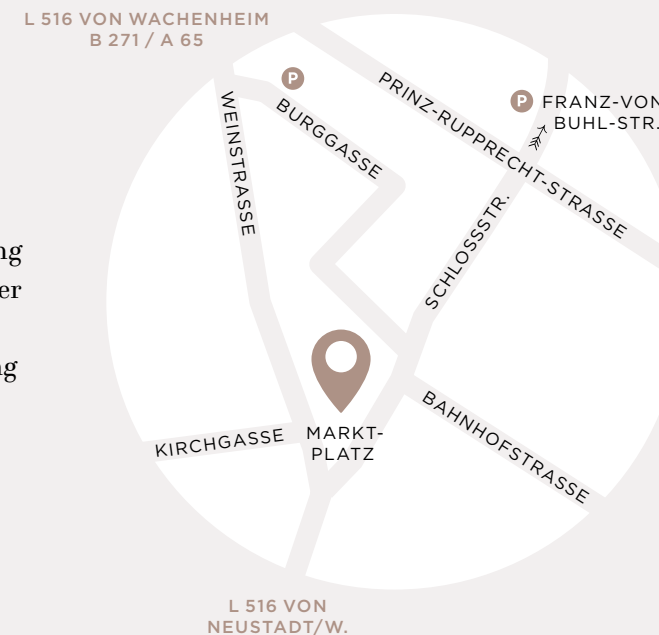 L 516 VON WACHENHEIM
B 271 / A 65
P
P
PRINZ-RUPPRECHT-STRASSE
FRANZ-VON
BUHL-STR.
WEINSTRASSE
BURGGASSE
SCHLOSSSTR.
ng
er
ng
KIRCHGASSE
MARKT-
PLATZ
BAHNHOFSTRASSE
L 516 VON
NEUSTADT/W.